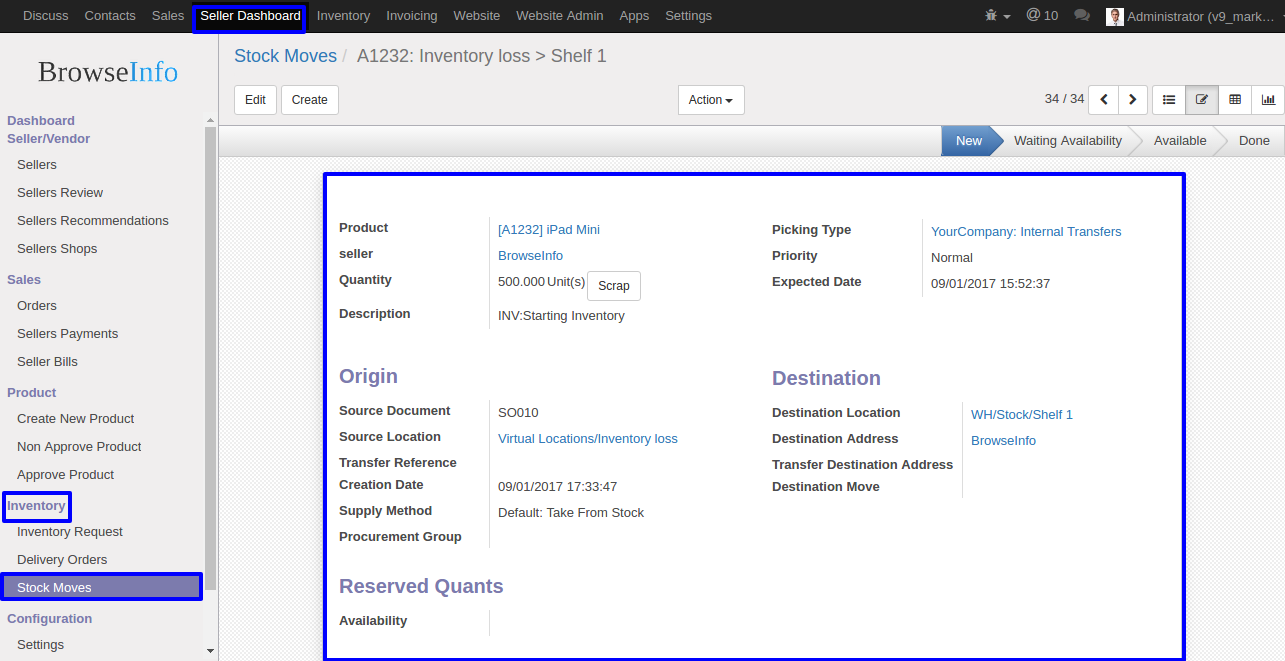 Discuss Contacts Sales Seller Dashboard Inventory Invoicing Website Website Admin Apps Settings @ 10 Administrator (v9_mark…
BrowseInfo
Dashboard
Seller/Vendor
Sellers
Sellers Review
Sellers Recommendations
Sellers Shops
Sales
Orders
Sellers Payments
Seller Bills
Product
Create New Product
Non Approve Product
Approve Product
Inventory
Inventory Request
Delivery Orders
Stock Moves
Configuration
Settings
Stock Moves / A1232: Inventory loss > Shelf 1
Edit Create Action 34 / 34
New Waiting Availability Available Done
Product [A1232] iPad Mini
seller BrowseInfo
Quantity 500.000 Unit(s) Scrap
Description INV:Starting Inventory
Picking Type YourCompany: Internal Transfers
Priority Normal
Expected Date 09/01/2017 15:52:37
Origin
Source Document SO010
Source Location Virtual Locations/Inventory loss
Transfer Reference
Creation Date 09/01/2017 17:33:47
Supply Method Default: Take From Stock
Procurement Group
Destination
Destination Location WH/Stock/Shelf 1
Destination Address BrowseInfo
Transfer Destination Address
Destination Move
Reserved Quants
Availability